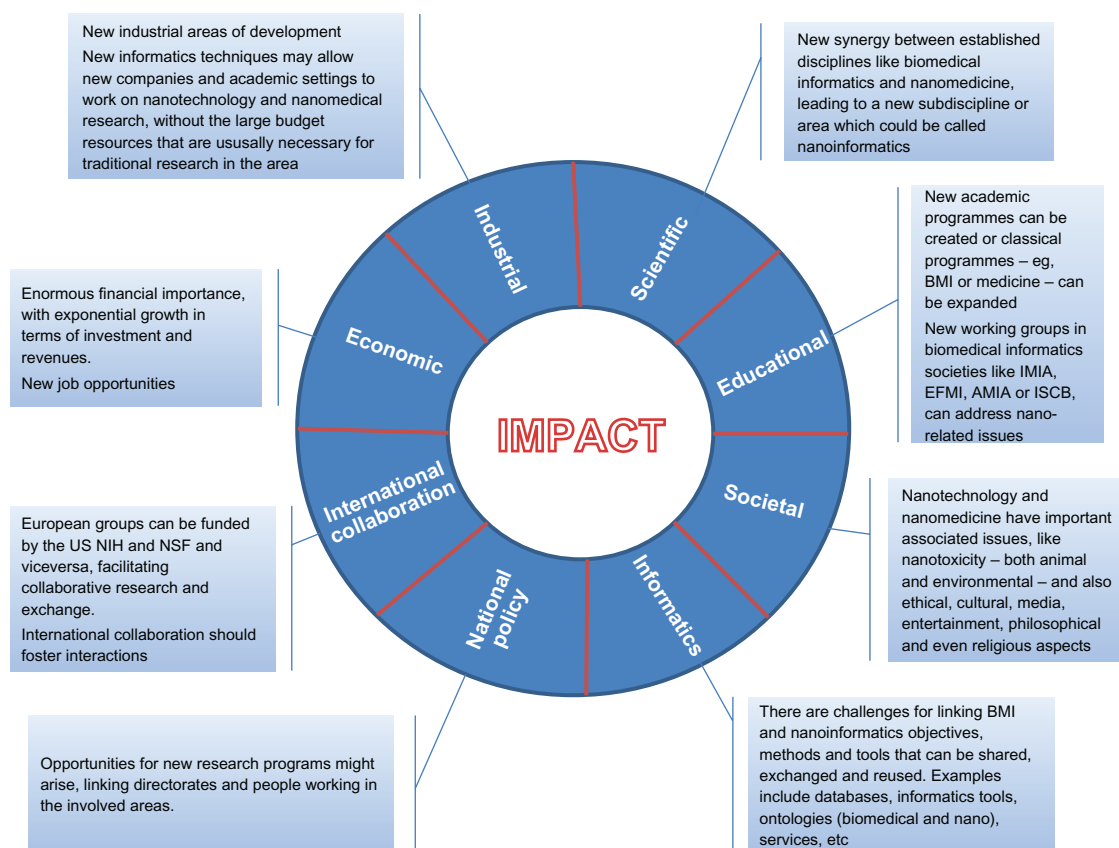 New industrial areas of development
New informatics techniques may allow
new companies and academic settings to
work on nanotechnology and nanomedical
research, without the large budget
resources that are ususally necessary for
traditional research in the area
New synergy between established
disciplines like biomedical
informatics and nanomedicine,
leading to a new subdiscipline or
area which could be called
nanoinformatics
New academic
programmes can be
created or classical
programmes – eg,
BMI or medicine – can
be expanded
New working groups in
biomedical informatics
societies like IMIA,
EFMI, AMIA or ISCB,
can address nano-
related issues
Enormous financial importance,
with exponential growth in
terms of investment and
revenues.
New job opportunities
Industrial
Scientific
Economic
Educational
IMPACT
International
collaboration
Societal
National
policy
Informatics
European groups can be funded
by the US NIH and NSF and
viceversa, facilitating
collaborative research and
exchange.
International collaboration should
foster interactions
Nanotechnology and
nanomedicine have important
associated issues, like
nanotoxicity – both animal
and environmental – and also
ethical, cultural, media,
entertainment, philosophical
and even religious aspects
Opportunities for new research programs might
arise, linking directorates and people working in
the involved areas.
There are challenges for linking BMI
and nanoinformatics objectives,
methods and tools that can be shared,
exchanged and reused. Examples
include databases, informatics tools,
ontologies (biomedical and nano),
services, etc